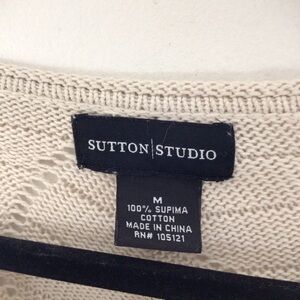 SUTTON|STUDIO
M
100% SUPIMA
COTTON
MADE IN CHINA
RN# 105121